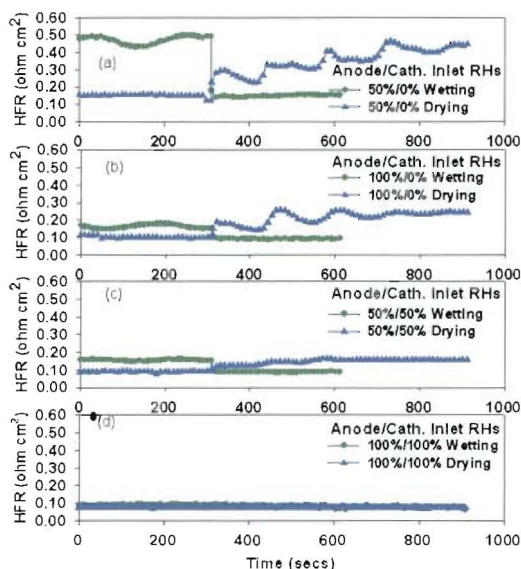 HFR (ohm cm²)
0.60
0.50
0.40
0.30
0.20
0.10
0.00
(a)
Anode/Cath. Inlet RHs
50%/0% Wetting
50%/0% Drying
0 200 400 600 800 1000
HFR (ohm cm²)
0.60
0.50
0.40
0.30
0.20
0.10
0.00
(b)
Anode/Cath. Inlet RHs
100%/0% Wetting
100%/0% Drying
0 200 400 600 800 1000
HFR (ohm cm²)
0.60
0.50
0.40
0.30
0.20
0.10
0.00
(c)
Anode/Cath. Inlet RHs
50%/50% Wetting
50%/50% Drying
0 200 400 600 800 1000
HFR (ohm cm²)
0.60
0.50
0.40
0.30
0.20
0.10
0.00
(d)
Anode/Cath. Inlet RHs
100%/100% Wetting
100%/100% Drying
0 200 400 600 800 1000
Time (secs)